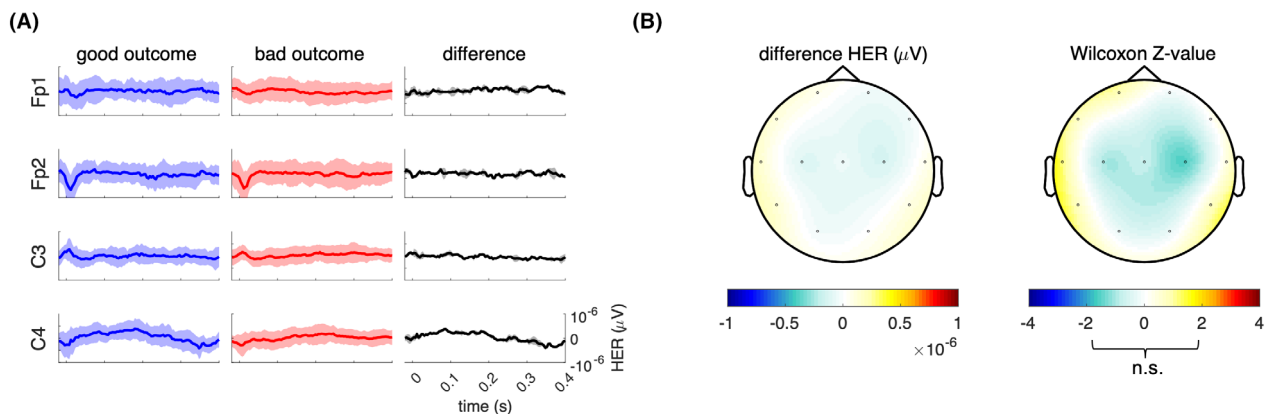 (A)
good outcome
bad outcome
difference
Fp1
Fp2
C3
C4
10⁻⁶
0
-10⁻⁶
HER (μV)
0
0.1
0.2
0.3
0.4
time (s)
(B)
difference HER (μV)
Wilcoxon Z-value
-1
-0.5
0
0.5
1
×10⁻⁶
-4
-2
0
2
4
n.s.